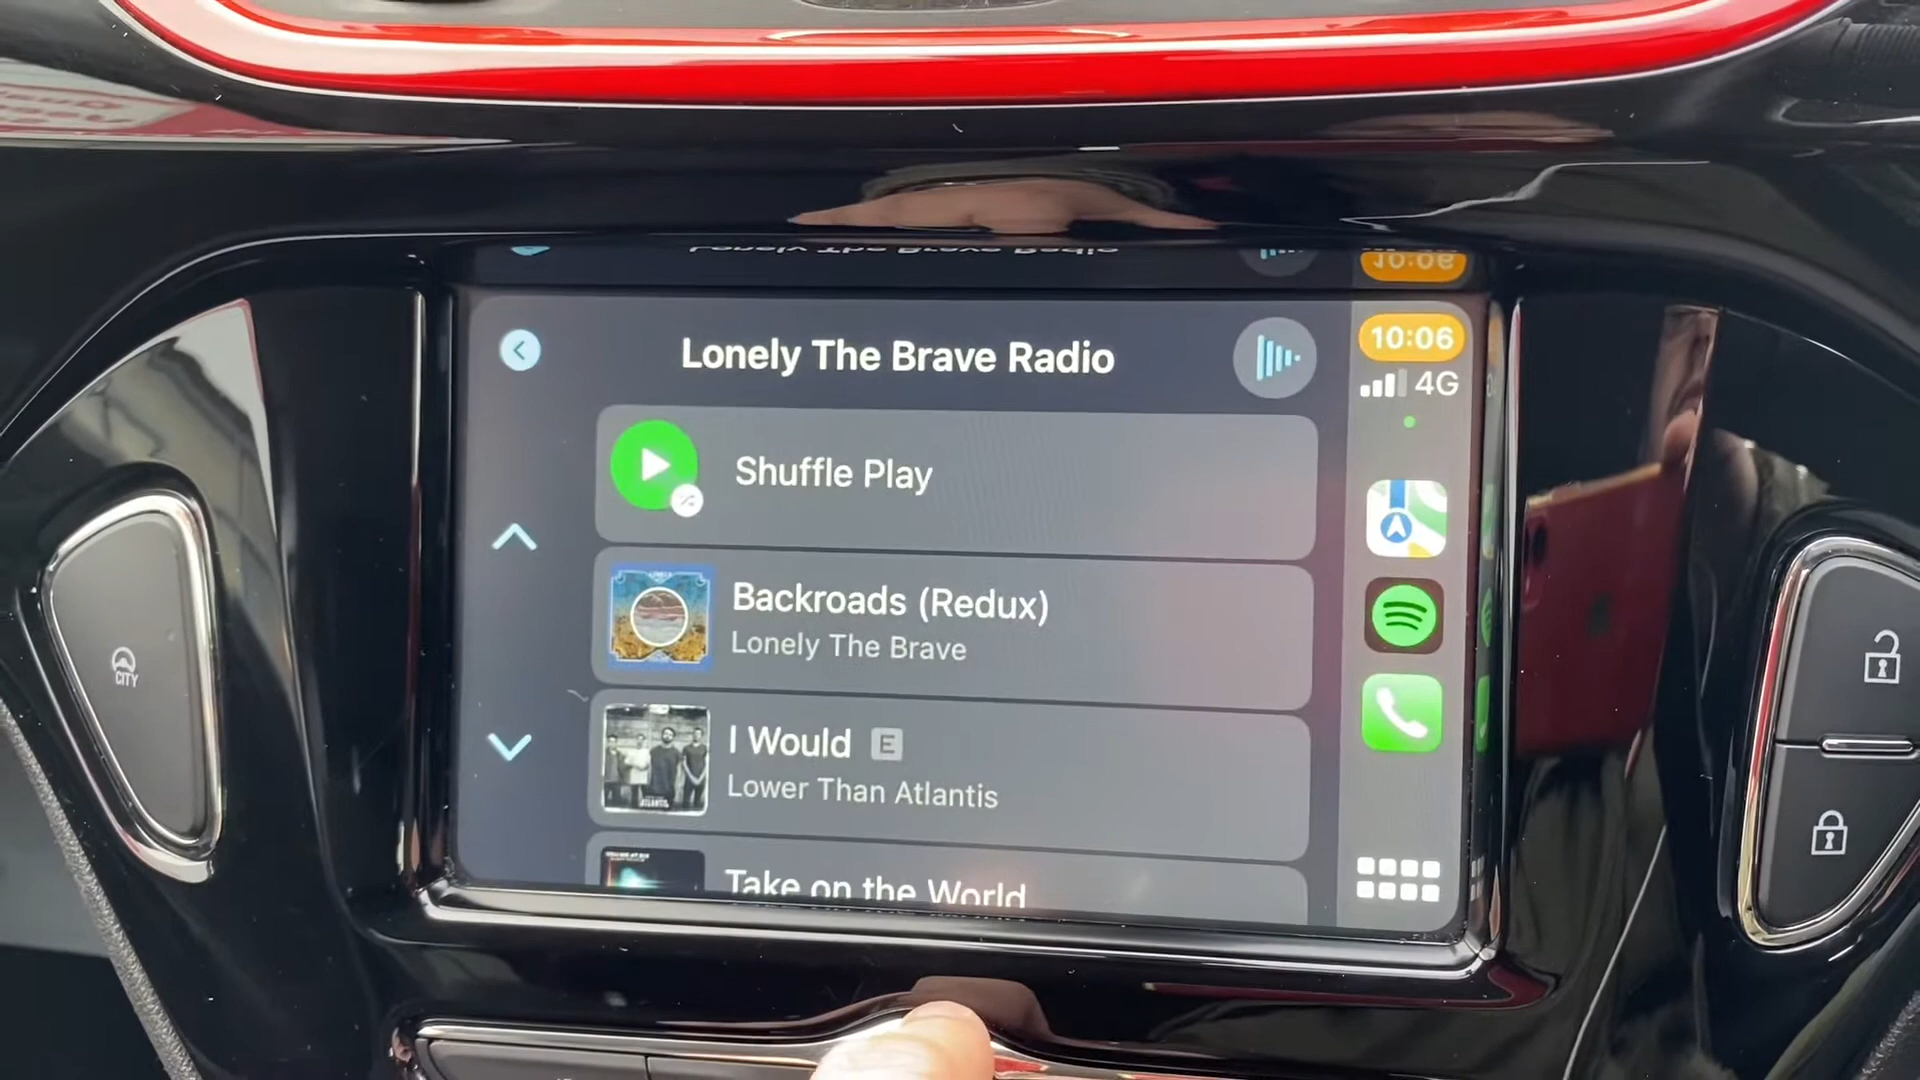 Lonely The Brave Radio
10:06
4G
Shuffle Play
Backroads (Redux)
Lonely The Brave
I Would E
Lower Than Atlantis
Take on the World
CITY